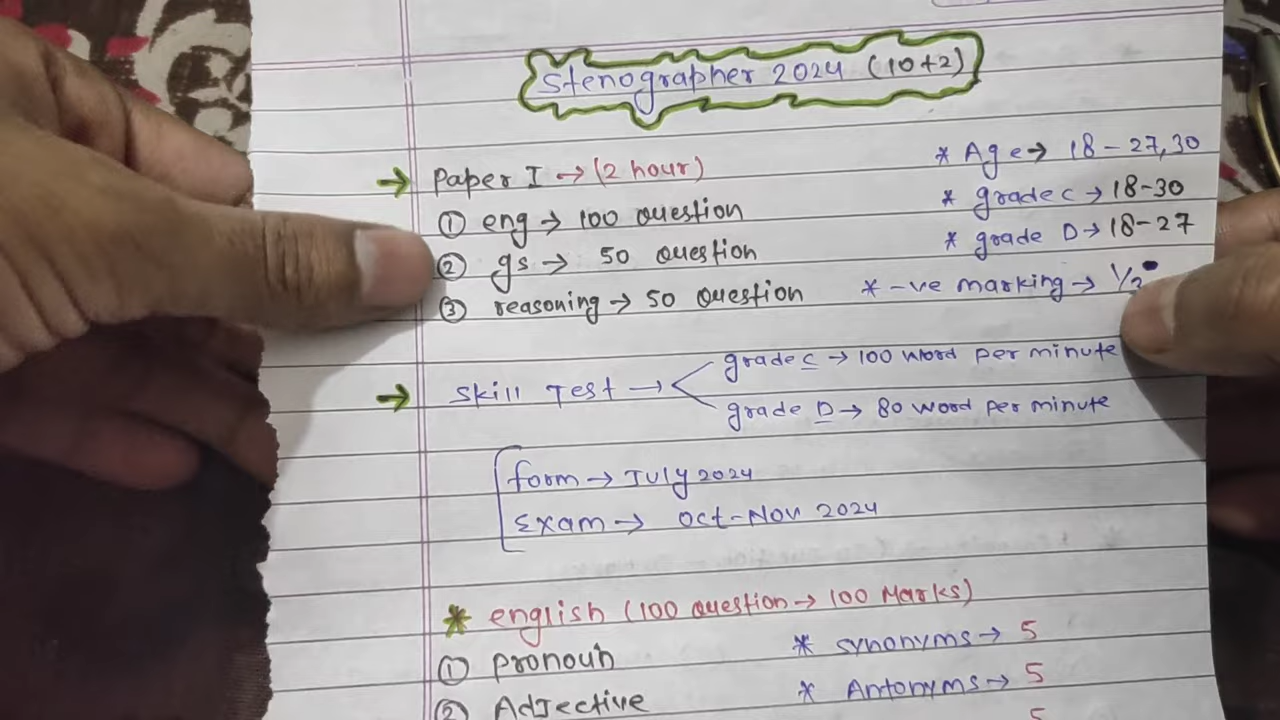 Stenographer 2024 (10+2)
→ Paper I → (2 hour)
① eng → 100 question
② gs → 50 question
③ reasoning → 50 question
* Age → 18 - 27,30
* grade c → 18-30
* grade D → 18-27
* -ve marking →
→ Skill Test →
grade c → 100 word per minute
grade D → 80 word per minute
form → July 2024
Exam → Oct-Nov 2024
* english (100 question → 100 Marks)
① pronoun
② Adjective
* synonyms → 5
* Antonyms → 5